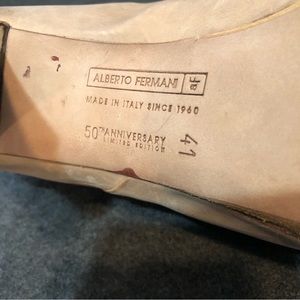 ALBERTO FERMANI aF
MADE IN ITALY SINCE 1960
50TH ANNIVERSARY
LIMITED EDITION
41